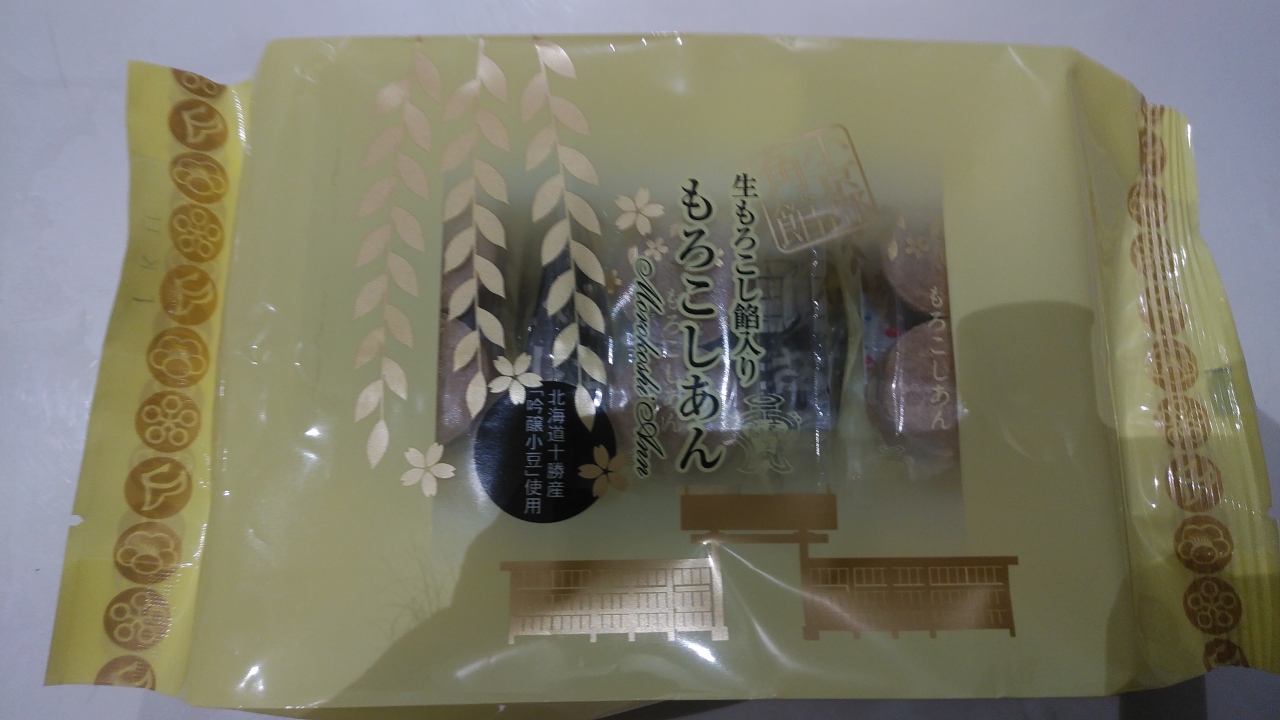 生もろこし餡入り
もろこしあん
Morokoshi Ann
北海道十勝産
「吟醸小豆」使用
もろこしあん